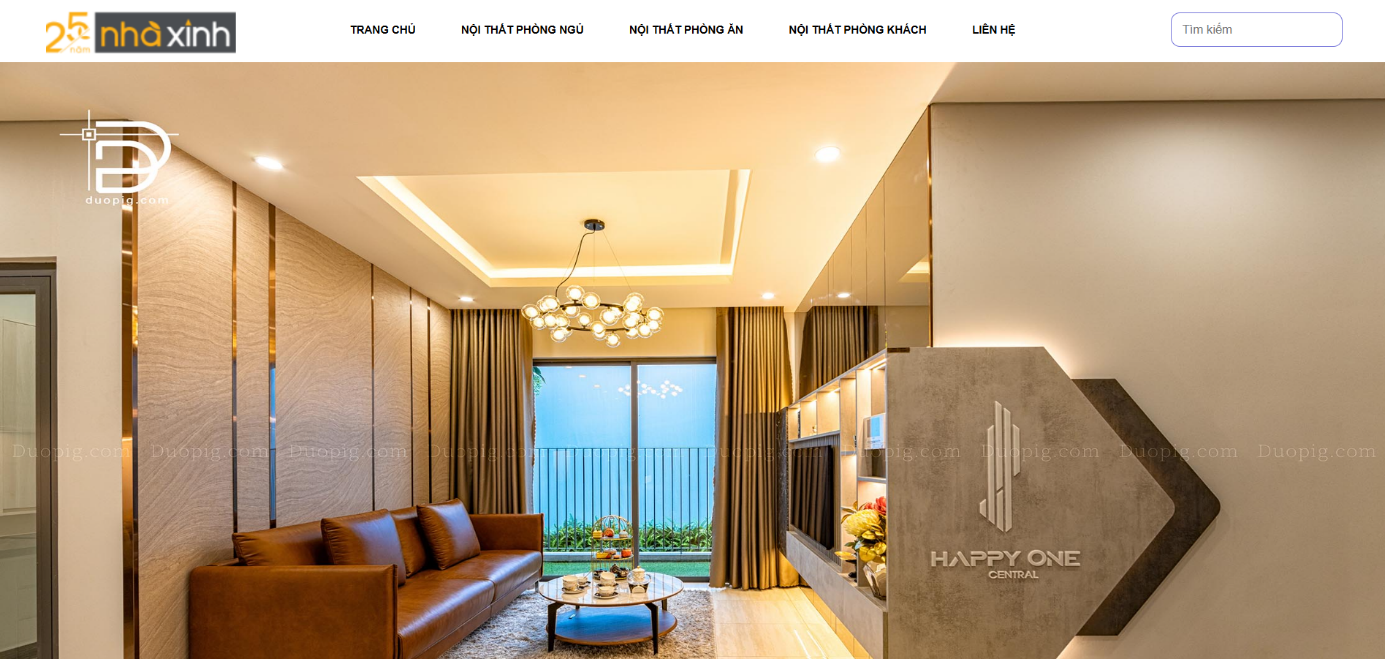 25 năm nhà xinh
TRANG CHỦ NỘI THẤT PHÒNG NGỦ NỘI THẤT PHÒNG ĂN NỘI THẤT PHÒNG KHÁCH LIÊN HỆ
Tìm kiếm
duopig.com
Duopig.com Duopig.com Duopig.com Duopig.com Duopig.com Duopig.com Duopig.com Duopig.com Duopig.com Duopig.com
HAPPY ONE
CENTRAL